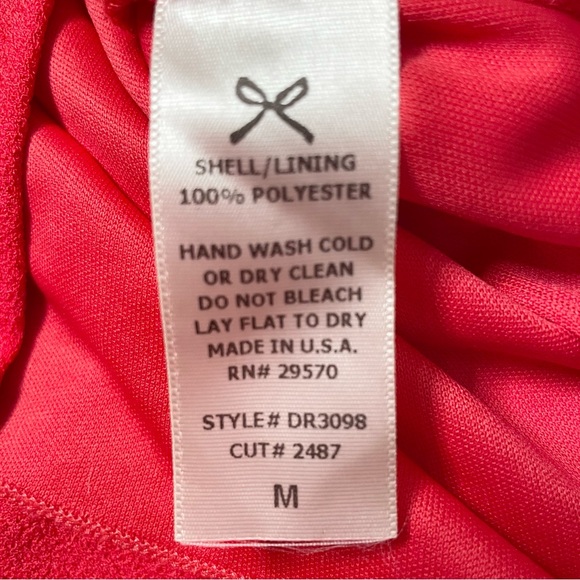 SHELL/LINING
100% POLYESTER
HAND WASH COLD
OR DRY CLEAN
DO NOT BLEACH
LAY FLAT TO DRY
MADE IN U.S.A.
RN# 29570
STYLE# DR3098
CUT# 2487
M